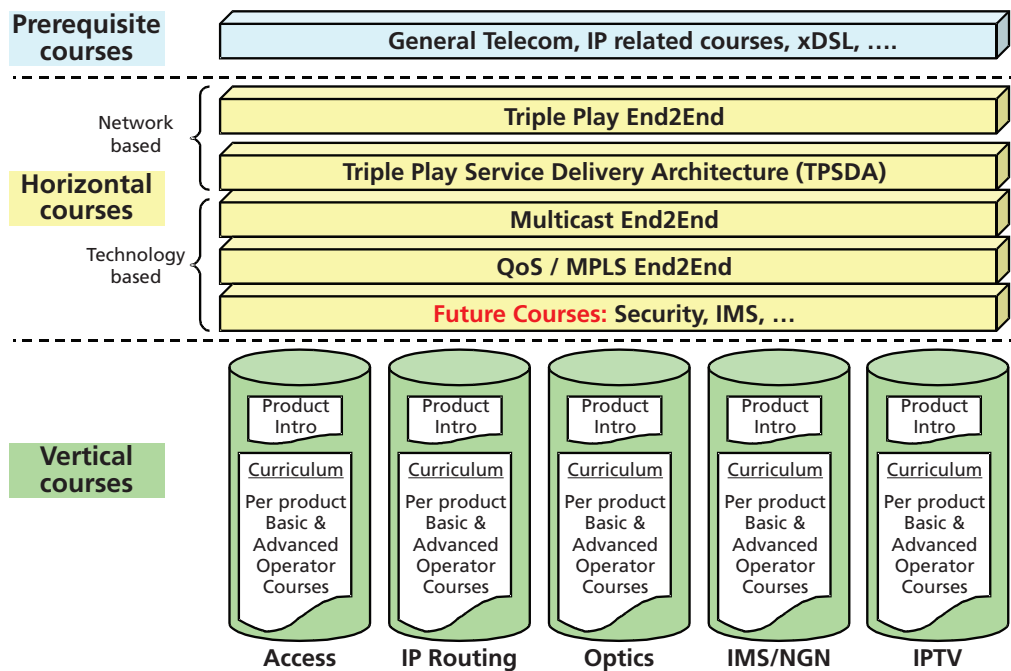 Prerequisite
courses
General Telecom, IP related courses, xDSL, ....
Network
based
Horizontal
courses
Technology
based
Triple Play End2End
Triple Play Service Delivery Architecture (TPSDA)
Multicast End2End
QoS / MPLS End2End
Future Courses: Security, IMS, ...
Vertical
courses
Product
Intro
Curriculum
Per product
Basic &
Advanced
Operator
Courses
Access
Product
Intro
Curriculum
Per product
Basic &
Advanced
Operator
Courses
IP Routing
Product
Intro
Curriculum
Per product
Basic &
Advanced
Operator
Courses
Optics
Product
Intro
Curriculum
Per product
Basic &
Advanced
Operator
Courses
IMS/NGN
Product
Intro
Curriculum
Per product
Basic &
Advanced
Operator
Courses
IPTV